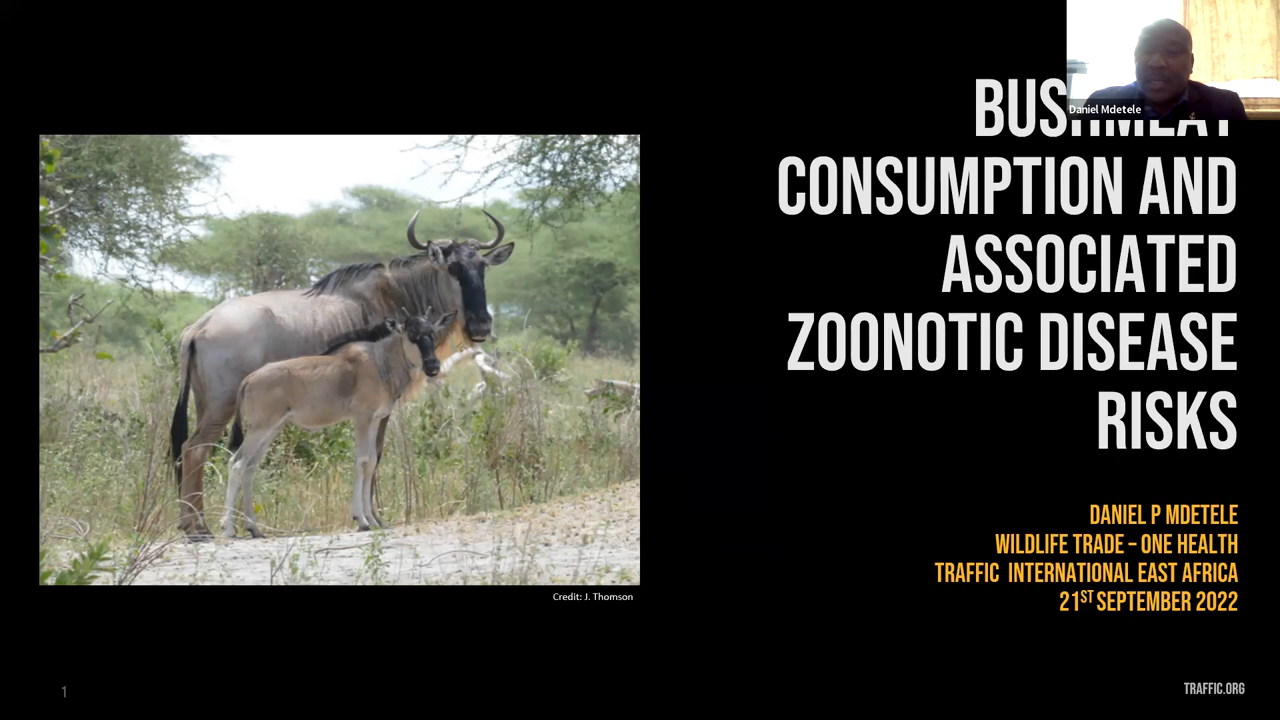 Daniel Mdetele
BUSHMEAT
CONSUMPTION AND
ASSOCIATED
ZOONOTIC DISEASE
RISKS
DANIEL P MDETELE
WILDLIFE TRADE – ONE HEALTH
TRAFFIC INTERNATIONAL EAST AFRICA
21ST SEPTEMBER 2022
Credit: J. Thomson
1
TRAFFIC.ORG